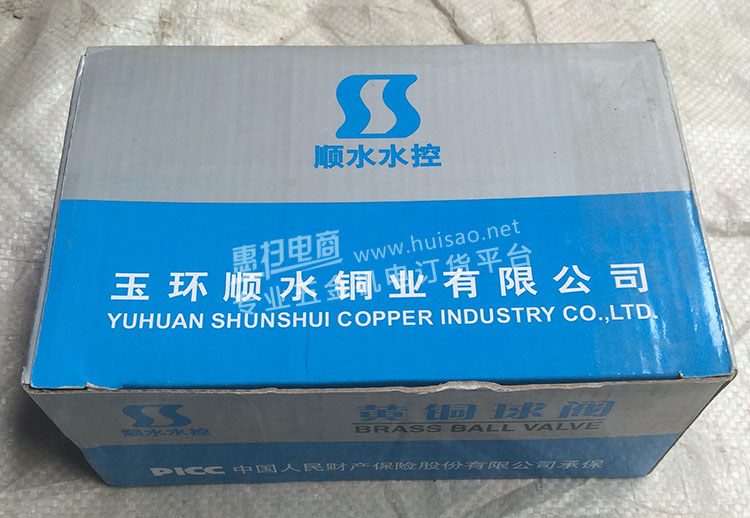 顺水水控
惠扫电商 www.huisao.net
专业五金机电订货平台
玉环顺水铜业有限公司
YUHUAN SHUNSHUI COPPER INDUSTRY CO.,LTD.
顺水水控
黄铜球阀
BRASS BALL VALVE
PICC 中国人民财产保险股份有限公司承保